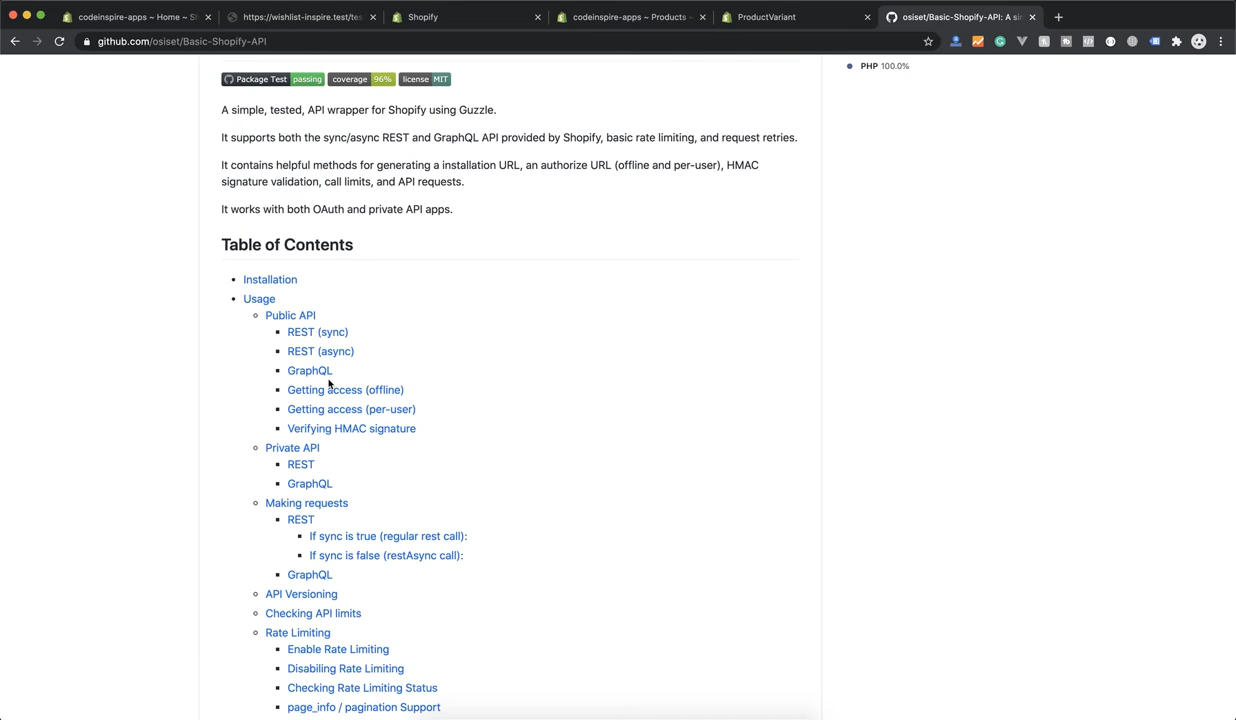 codeinspire-apps ~ Home ~ S
https://wishlist-inspire.test/tes
Shopify
codeinspire-apps ~ Products ~
ProductVariant
osiset/Basic-Shopify-API: A si
github.com/osiset/Basic-Shopify-API
PHP 100.0%
Package Test passing coverage 96% license MIT
A simple, tested, API wrapper for Shopify using Guzzle.
It supports both the sync/async REST and GraphQL API provided by Shopify, basic rate limiting, and request retries.
It contains helpful methods for generating a installation URL, an authorize URL (offline and per-user), HMAC
signature validation, call limits, and API requests.
It works with both OAuth and private API apps.
Table of Contents
Installation
Usage
Public API
REST (sync)
REST (async)
GraphQL
Getting access (offline)
Getting access (per-user)
Verifying HMAC signature
Private API
REST
GraphQL
Making requests
REST
If sync is true (regular rest call):
If sync is false (restAsync call):
GraphQL
API Versioning
Checking API limits
Rate Limiting
Enable Rate Limiting
Disabiling Rate Limiting
Checking Rate Limiting Status
page_info / pagination Support